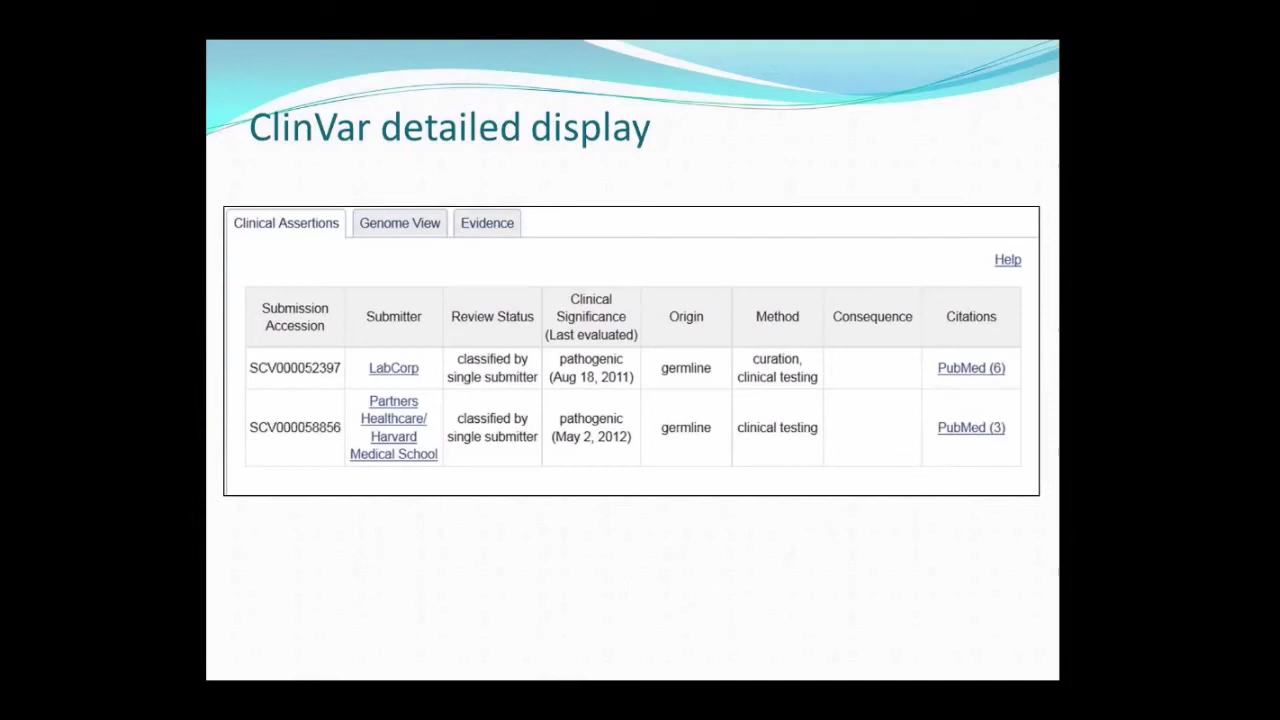 ClinVar detailed display
Clinical Assertions Genome View Evidence
Help
Submission Accession Submitter Review Status Clinical Significance (Last evaluated) Origin Method Consequence Citations
SCV000052397 LabCorp classified by single submitter pathogenic (Aug 18, 2011) germline curation, clinical testing PubMed (6)
SCV000058856 Partners Healthcare/ Harvard Medical School classified by single submitter pathogenic (May 2, 2012) germline clinical testing PubMed (3)